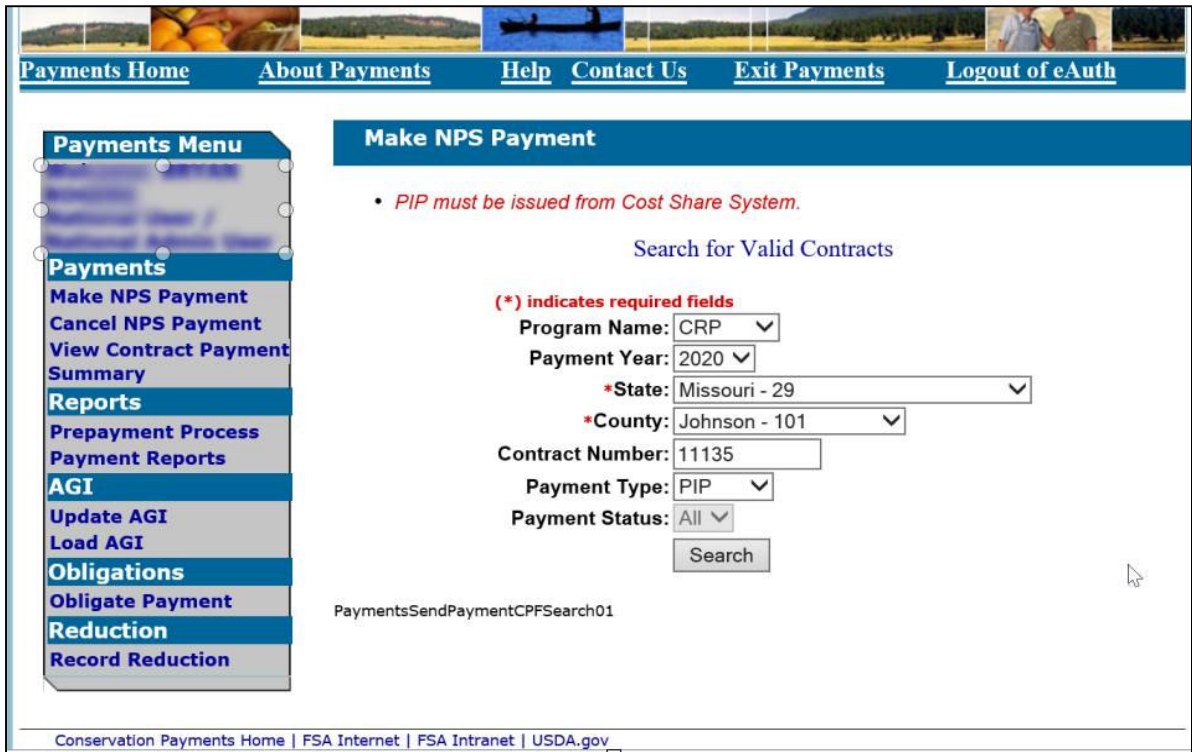 Payments Home About Payments Help Contact Us Exit Payments Logout of eAuth
Payments Menu
Payments
Make NPS Payment
Cancel NPS Payment
View Contract Payment
Summary
Reports
Prepayment Process
Payment Reports
AGI
Update AGI
Load AGI
Obligations
Obligate Payment
Reduction
Record Reduction
Make NPS Payment
• PIP must be issued from Cost Share System.
Search for Valid Contracts
(*) indicates required fields
Program Name: CRP
Payment Year: 2020
*State: Missouri - 29
*County: Johnson - 101
Contract Number: 11135
Payment Type: PIP
Payment Status: All
Search
PaymentsSendPaymentCPFSearch01
Conservation Payments Home | FSA Internet | FSA Intranet | USDA.gov